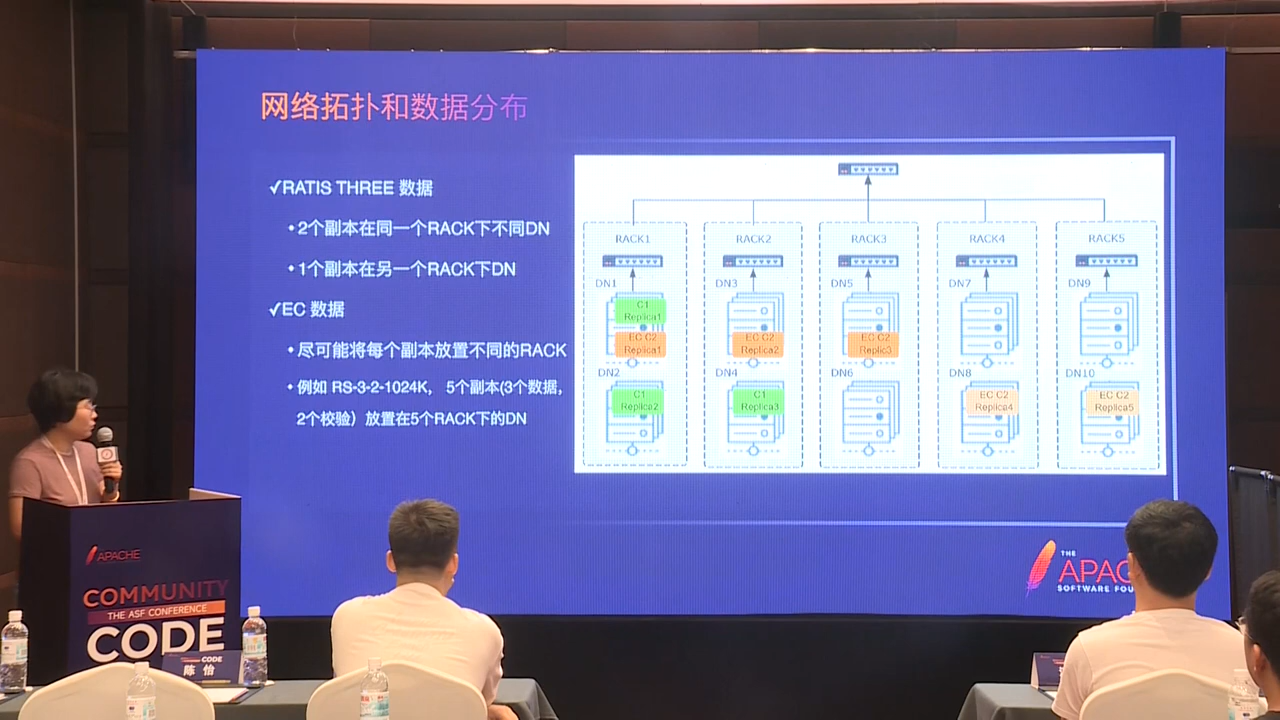 网络拓扑和数据分布
✓RATIS THREE 数据
•2个副本在同一个RACK下不同DN
•1个副本在另一个RACK下DN
✓EC 数据
•尽可能将每个副本放置不同的RACK
•例如 RS-3-2-1024K， 5个副本(3个数据，
2个校验）放置在5个RACK下的DN
RACK1
RACK2
RACK3
RACK4
RACK5
DN1
DN3
DN5
DN7
DN9
C1
Replica1
EC C2
Replica1
EC C2
Replica2
EC C2
Replic3
DN2
DN4
DN6
DN8
DN10
C1
Replica2
C1
Replica3
EC C2
Replica4
EC C2
Replica5
THE
APAC
SOFTWARE FOU
APACHE
COMMUNITY
THE ASF CONFERENCE
CODE
CODE
陈 怡